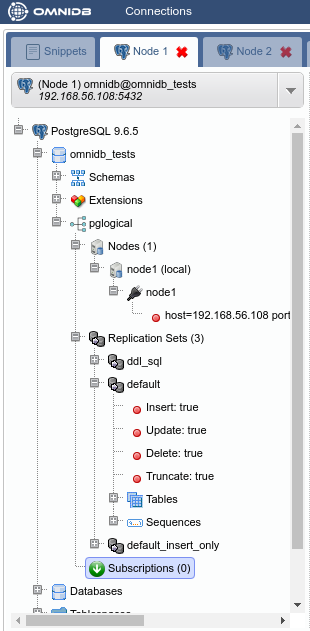 OMNIDB Connections
Snippets Node 1 Node 2
(Node 1) omnidb@omnidb_tests
192.168.56.108:5432
PostgreSQL 9.6.5
omnidb_tests
Schemas
Extensions
pglogical
Nodes (1)
node1 (local)
node1
host=192.168.56.108 port
Replication Sets (3)
ddl_sql
default
Insert: true
Update: true
Delete: true
Truncate: true
Tables
Sequences
default_insert_only
Subscriptions (0)
Databases
Tablespaces